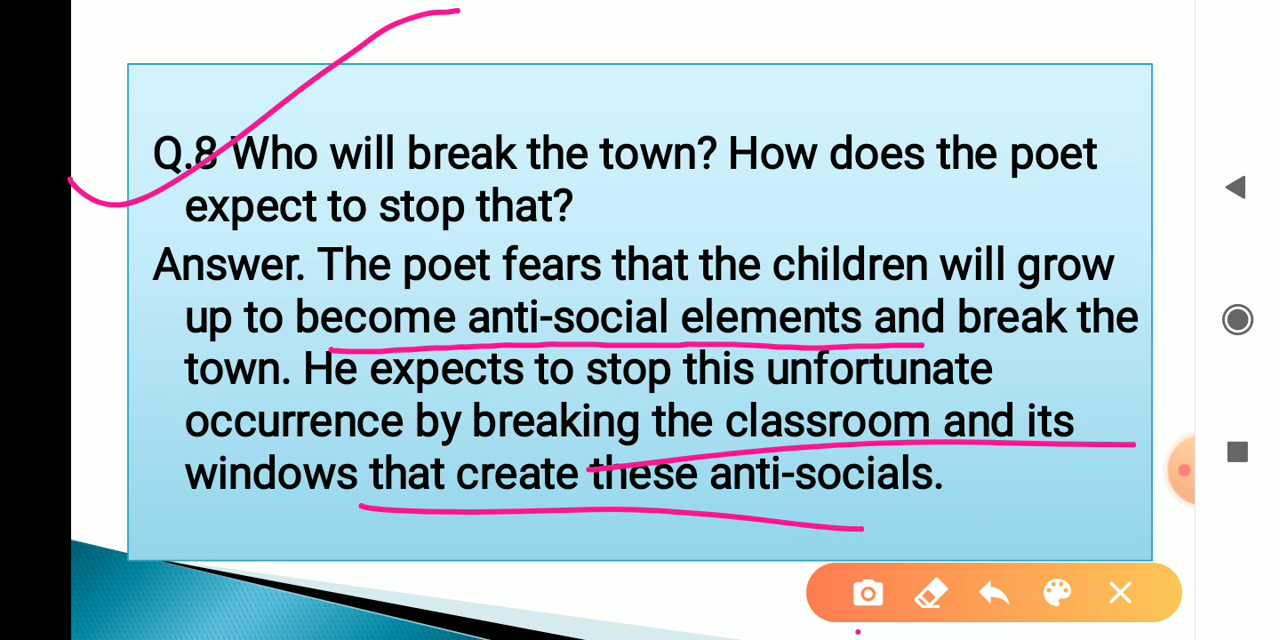 Q.8 Who will break the town? How does the poet
expect to stop that?
Answer. The poet fears that the children will grow
up to become anti-social elements and break the
town. He expects to stop this unfortunate
occurrence by breaking the classroom and its
windows that create these anti-socials.